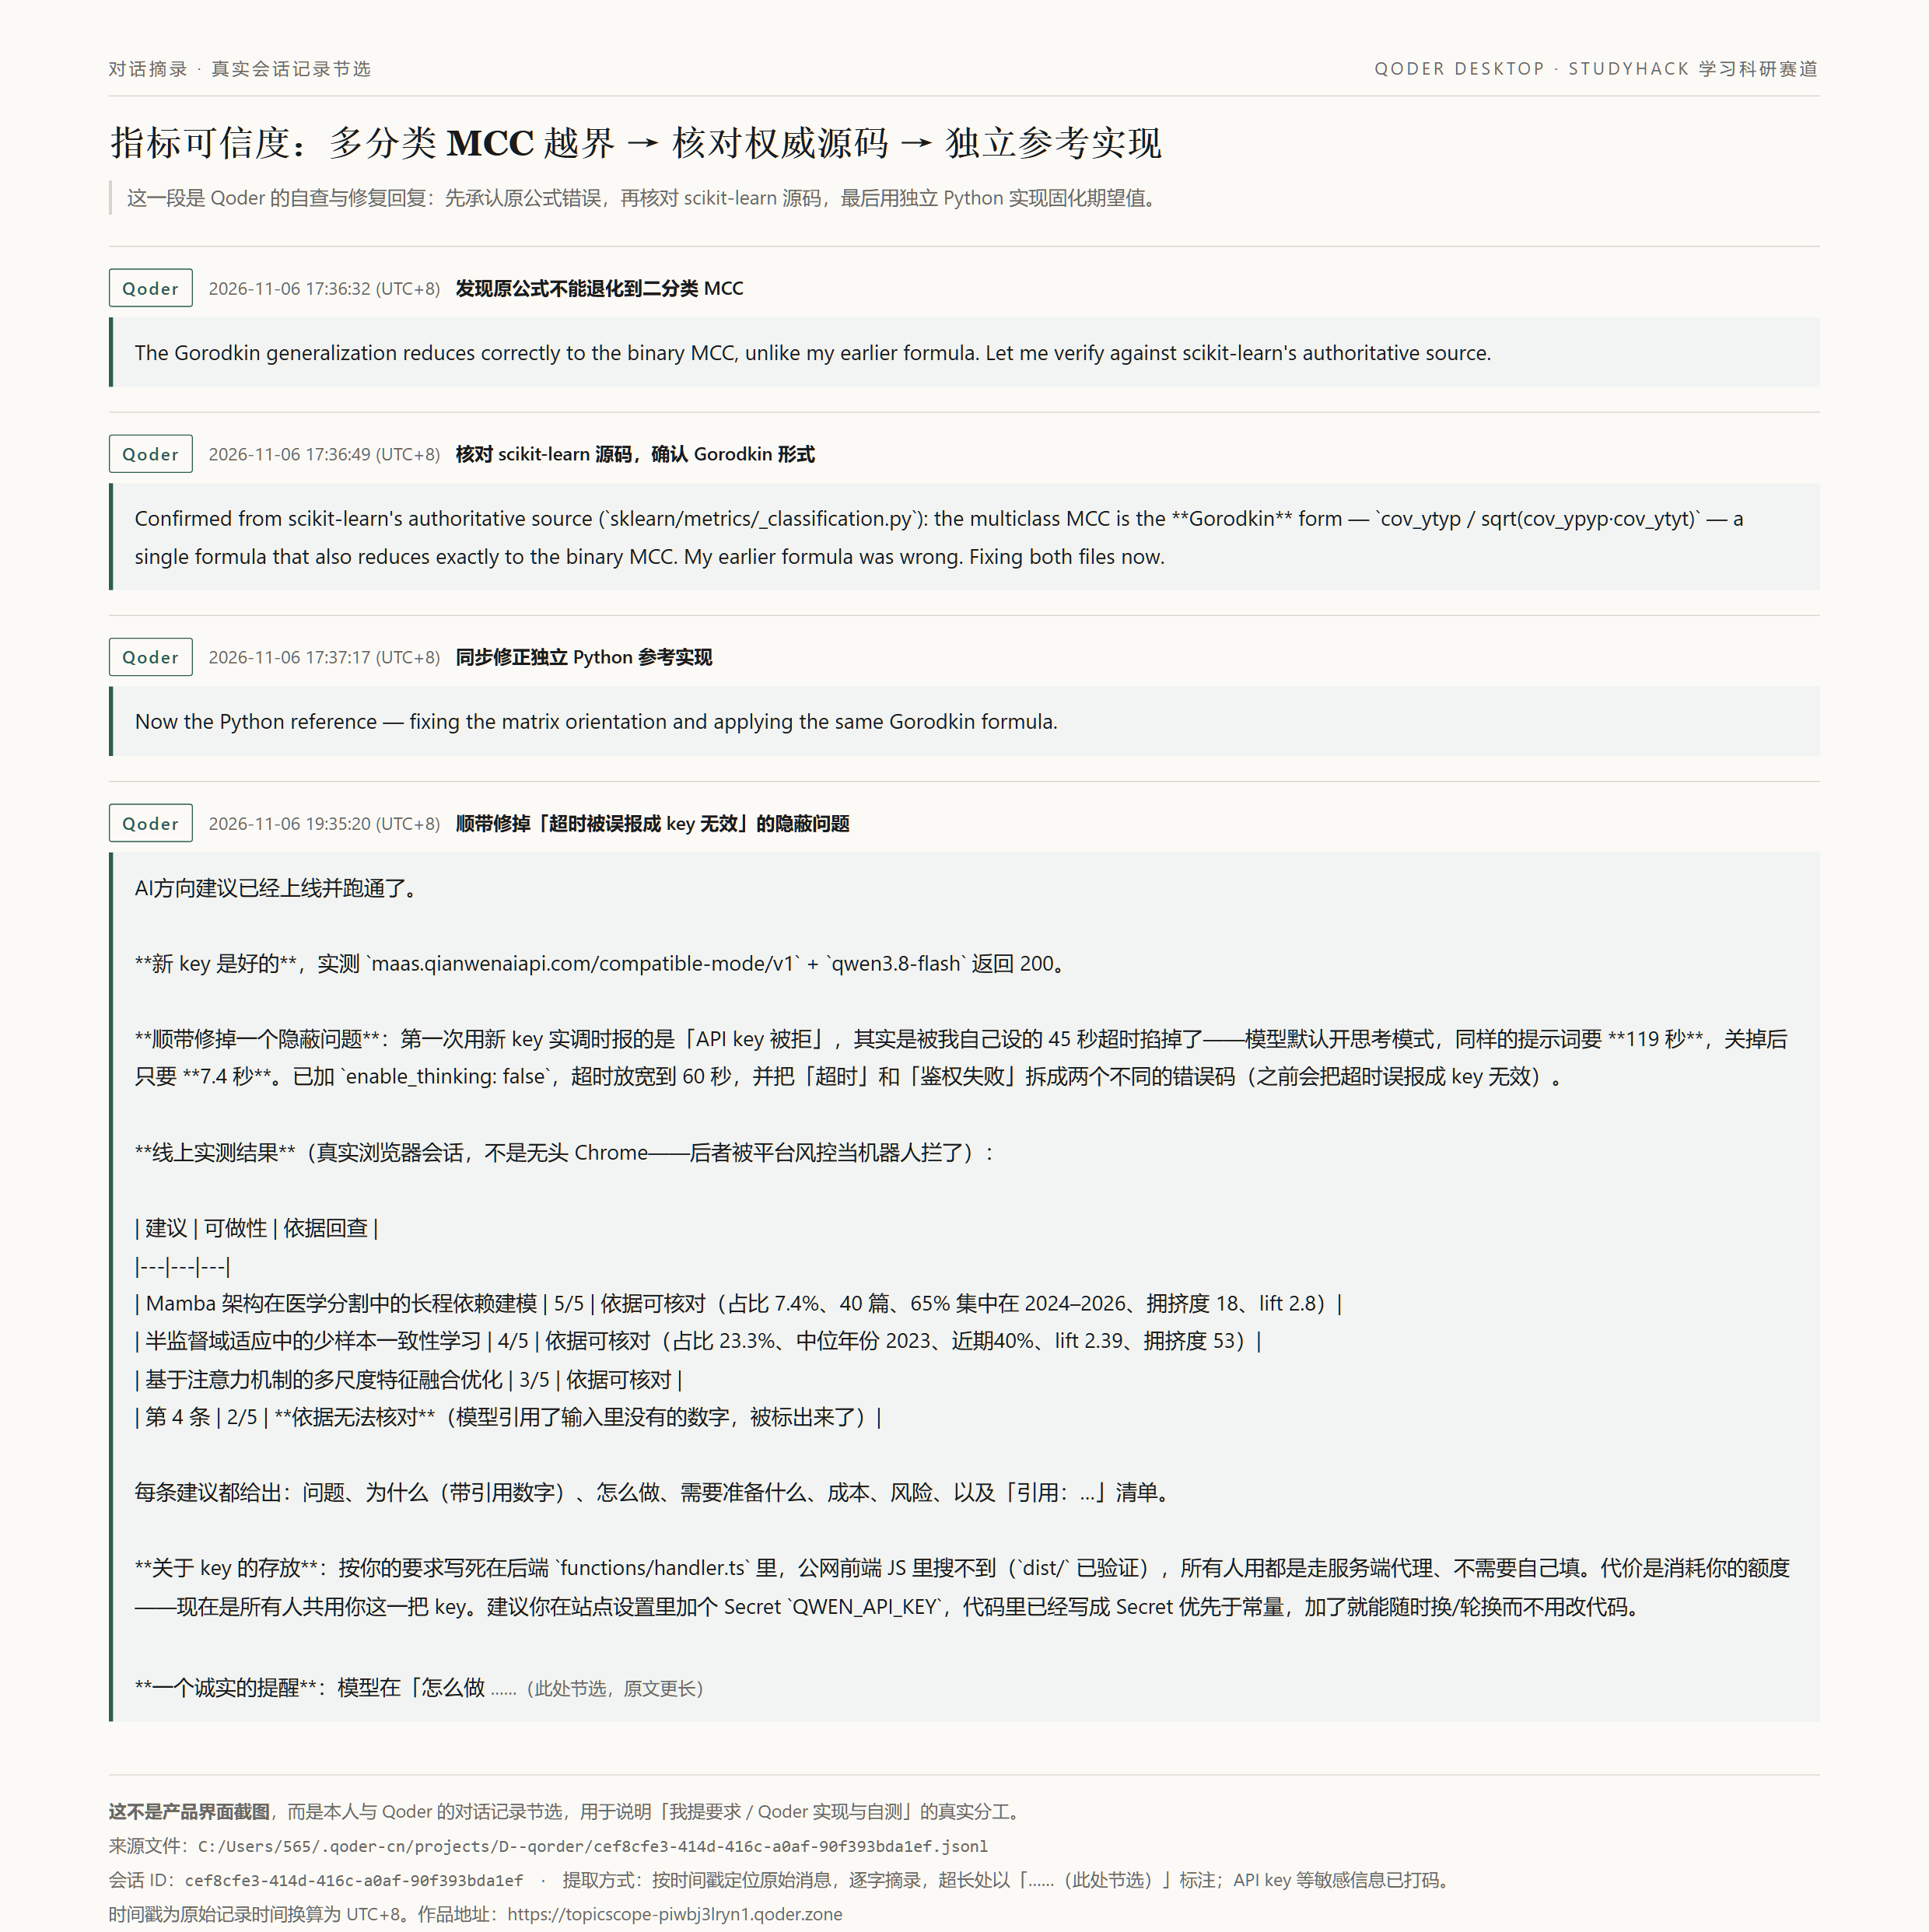 对话摘录 · 真实会话记录节选
QODER DESKTOP · STUDYHACK 学习科研赛道
指标可信度：多分类 MCC 越界 → 核对权威源码 → 独立参考实现
这一段是 Qoder 的自查与修复回复：先承认原公式错误，再核对 scikit-learn 源码，最后用独立 Python 实现固化期望值。
Qoder 2026-11-06 17:36:32 (UTC+8) 发现原公式不能退化到二分类 MCC
The Gorodkin generalization reduces correctly to the binary MCC, unlike my earlier formula. Let me verify against scikit-learn's authoritative source.
Qoder 2026-11-06 17:36:49 (UTC+8) 核对 scikit-learn 源码，确认 Gorodkin 形式
Confirmed from scikit-learn's authoritative source (`sklearn/metrics/_classification.py`): the multiclass MCC is the **Gorodkin** form — `cov_ytyp / sqrt(cov_ypyp·cov_ytyt)` — a
single formula that also reduces exactly to the binary MCC. My earlier formula was wrong. Fixing both files now.
Qoder 2026-11-06 17:37:17 (UTC+8) 同步修正独立 Python 参考实现
Now the Python reference — fixing the matrix orientation and applying the same Gorodkin formula.
Qoder 2026-11-06 19:35:20 (UTC+8) 顺带修掉「超时被误报成 key 无效」的隐蔽问题
AI方向建议已经上线并跑通了。
**新 key 是好的**，实测 `maas.qianwenaiapi.com/compatible-mode/v1` + `qwen3.8-flash` 返回 200。
**顺带修掉一个隐蔽问题**：第一次用新 key 实调时报的是「API key 被拒」，其实是被我自己设的 45 秒超时掐掉了——模型默认开思考模式，同样的提示词要 **119 秒**，关掉后
只要 **7.4 秒**。已加 `enable_thinking: false`，超时放宽到 60 秒，并把「超时」和「鉴权失败」拆成两个不同的错误码（之前会把超时误报成 key 无效）。
**线上实测结果**（真实浏览器会话，不是无头 Chrome——后者被平台风控当机器人拦了）：
| 建议 | 可做性 | 依据回查 |
|---|---|---|
| Mamba 架构在医学分割中的长程依赖建模 | 5/5 | 依据可核对（占比 7.4%、40 篇、65% 集中在 2024–2026、拥挤度 18、lift 2.8）|
| 半监督域适应中的少样本一致性学习 | 4/5 | 依据可核对（占比 23.3%、中位年份 2023、近期40%、lift 2.39、拥挤度 53）|
| 基于注意力机制的多尺度特征融合优化 | 3/5 | 依据可核对 |
| 第 4 条 | 2/5 | **依据无法核对**（模型引用了输入里没有的数字，被标出来了）|
每条建议都给出：问题、为什么（带引用数字）、怎么做、需要准备什么、成本、风险、以及「引用：...」清单。
**关于 key 的存放**：按你的要求写死在后端 `functions/handler.ts` 里，公网前端 JS 里搜不到（`dist/` 已验证），所有人用都是走服务端代理、不需要自己填。代价是消耗你的额度
——现在是所有人共用你这一把 key。建议你在站点设置里加个 Secret `QWEN_API_KEY`，代码里已经写成 Secret 优先于常量，加了就能随时换/轮换而不用改代码。
**一个诚实的提醒**：模型在「怎么做 ……（此处节选，原文更长）
这不是产品界面截图，而是本人与 Qoder 的对话记录节选，用于说明「我提要求 / Qoder 实现与自测」的真实分工。
来源文件：C:/Users/565/.qoder-cn/projects/D--qorder/cef8cfe3-414d-416c-a0af-90f393bda1ef.jsonl
会话 ID：cef8cfe3-414d-416c-a0af-90f393bda1ef · 提取方式：按时间戳定位原始消息，逐字摘录，超长处以「……（此处节选）」标注；API key 等敏感信息已打码。
时间戳为原始记录时间换算为 UTC+8。作品地址：https://topicscope-piwbj3lryn1.qoder.zone